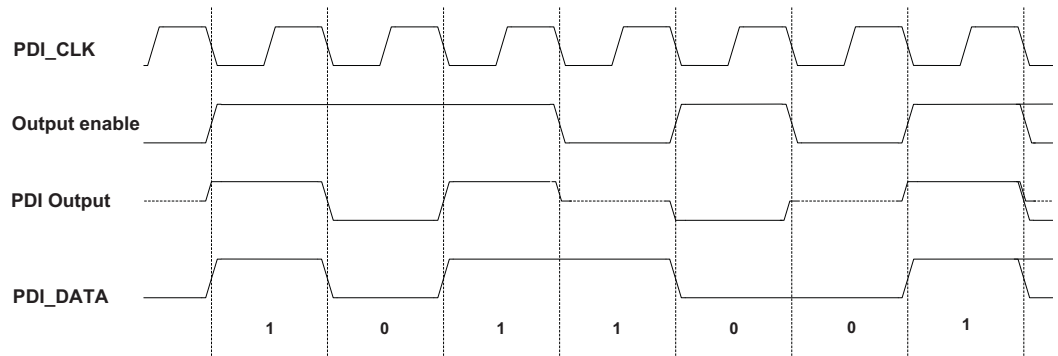 PDI_CLK
Output enable
PDI Output
PDI_DATA
1 0 1 1 0 0 1